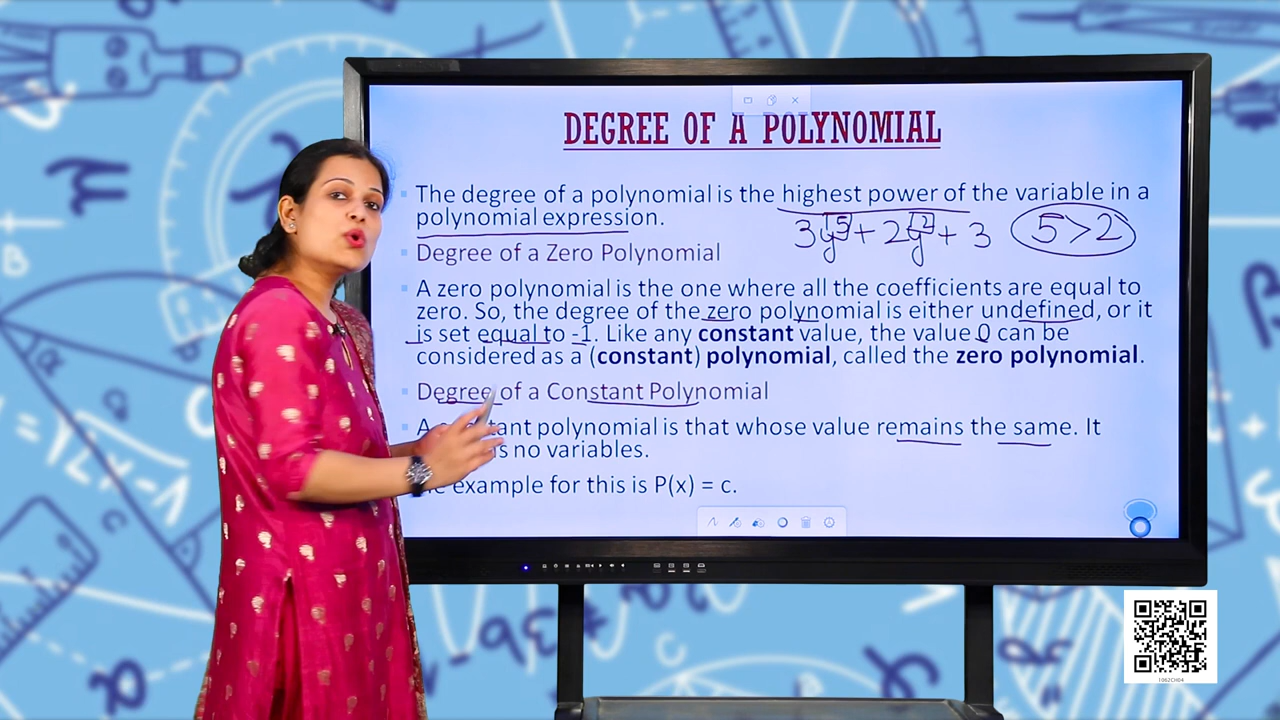 DEGREE OF A POLYNOMIAL
The degree of a polynomial is the highest power of the variable in a
polynomial expression.
3y⁵ + 2y² + 3
5>2
Degree of a Zero Polynomial
A zero polynomial is the one where all the coefficients are equal to
zero. So, the degree of the zero polynomial is either undefined, or it
is set equal to -1. Like any constant value, the value 0 can be
considered as a (constant) polynomial, called the zero polynomial.
Degree of a Constant Polynomial
A polynomial is that whose value remains the same. It
no variables.
example for this is P(x) = c.
1062CH04